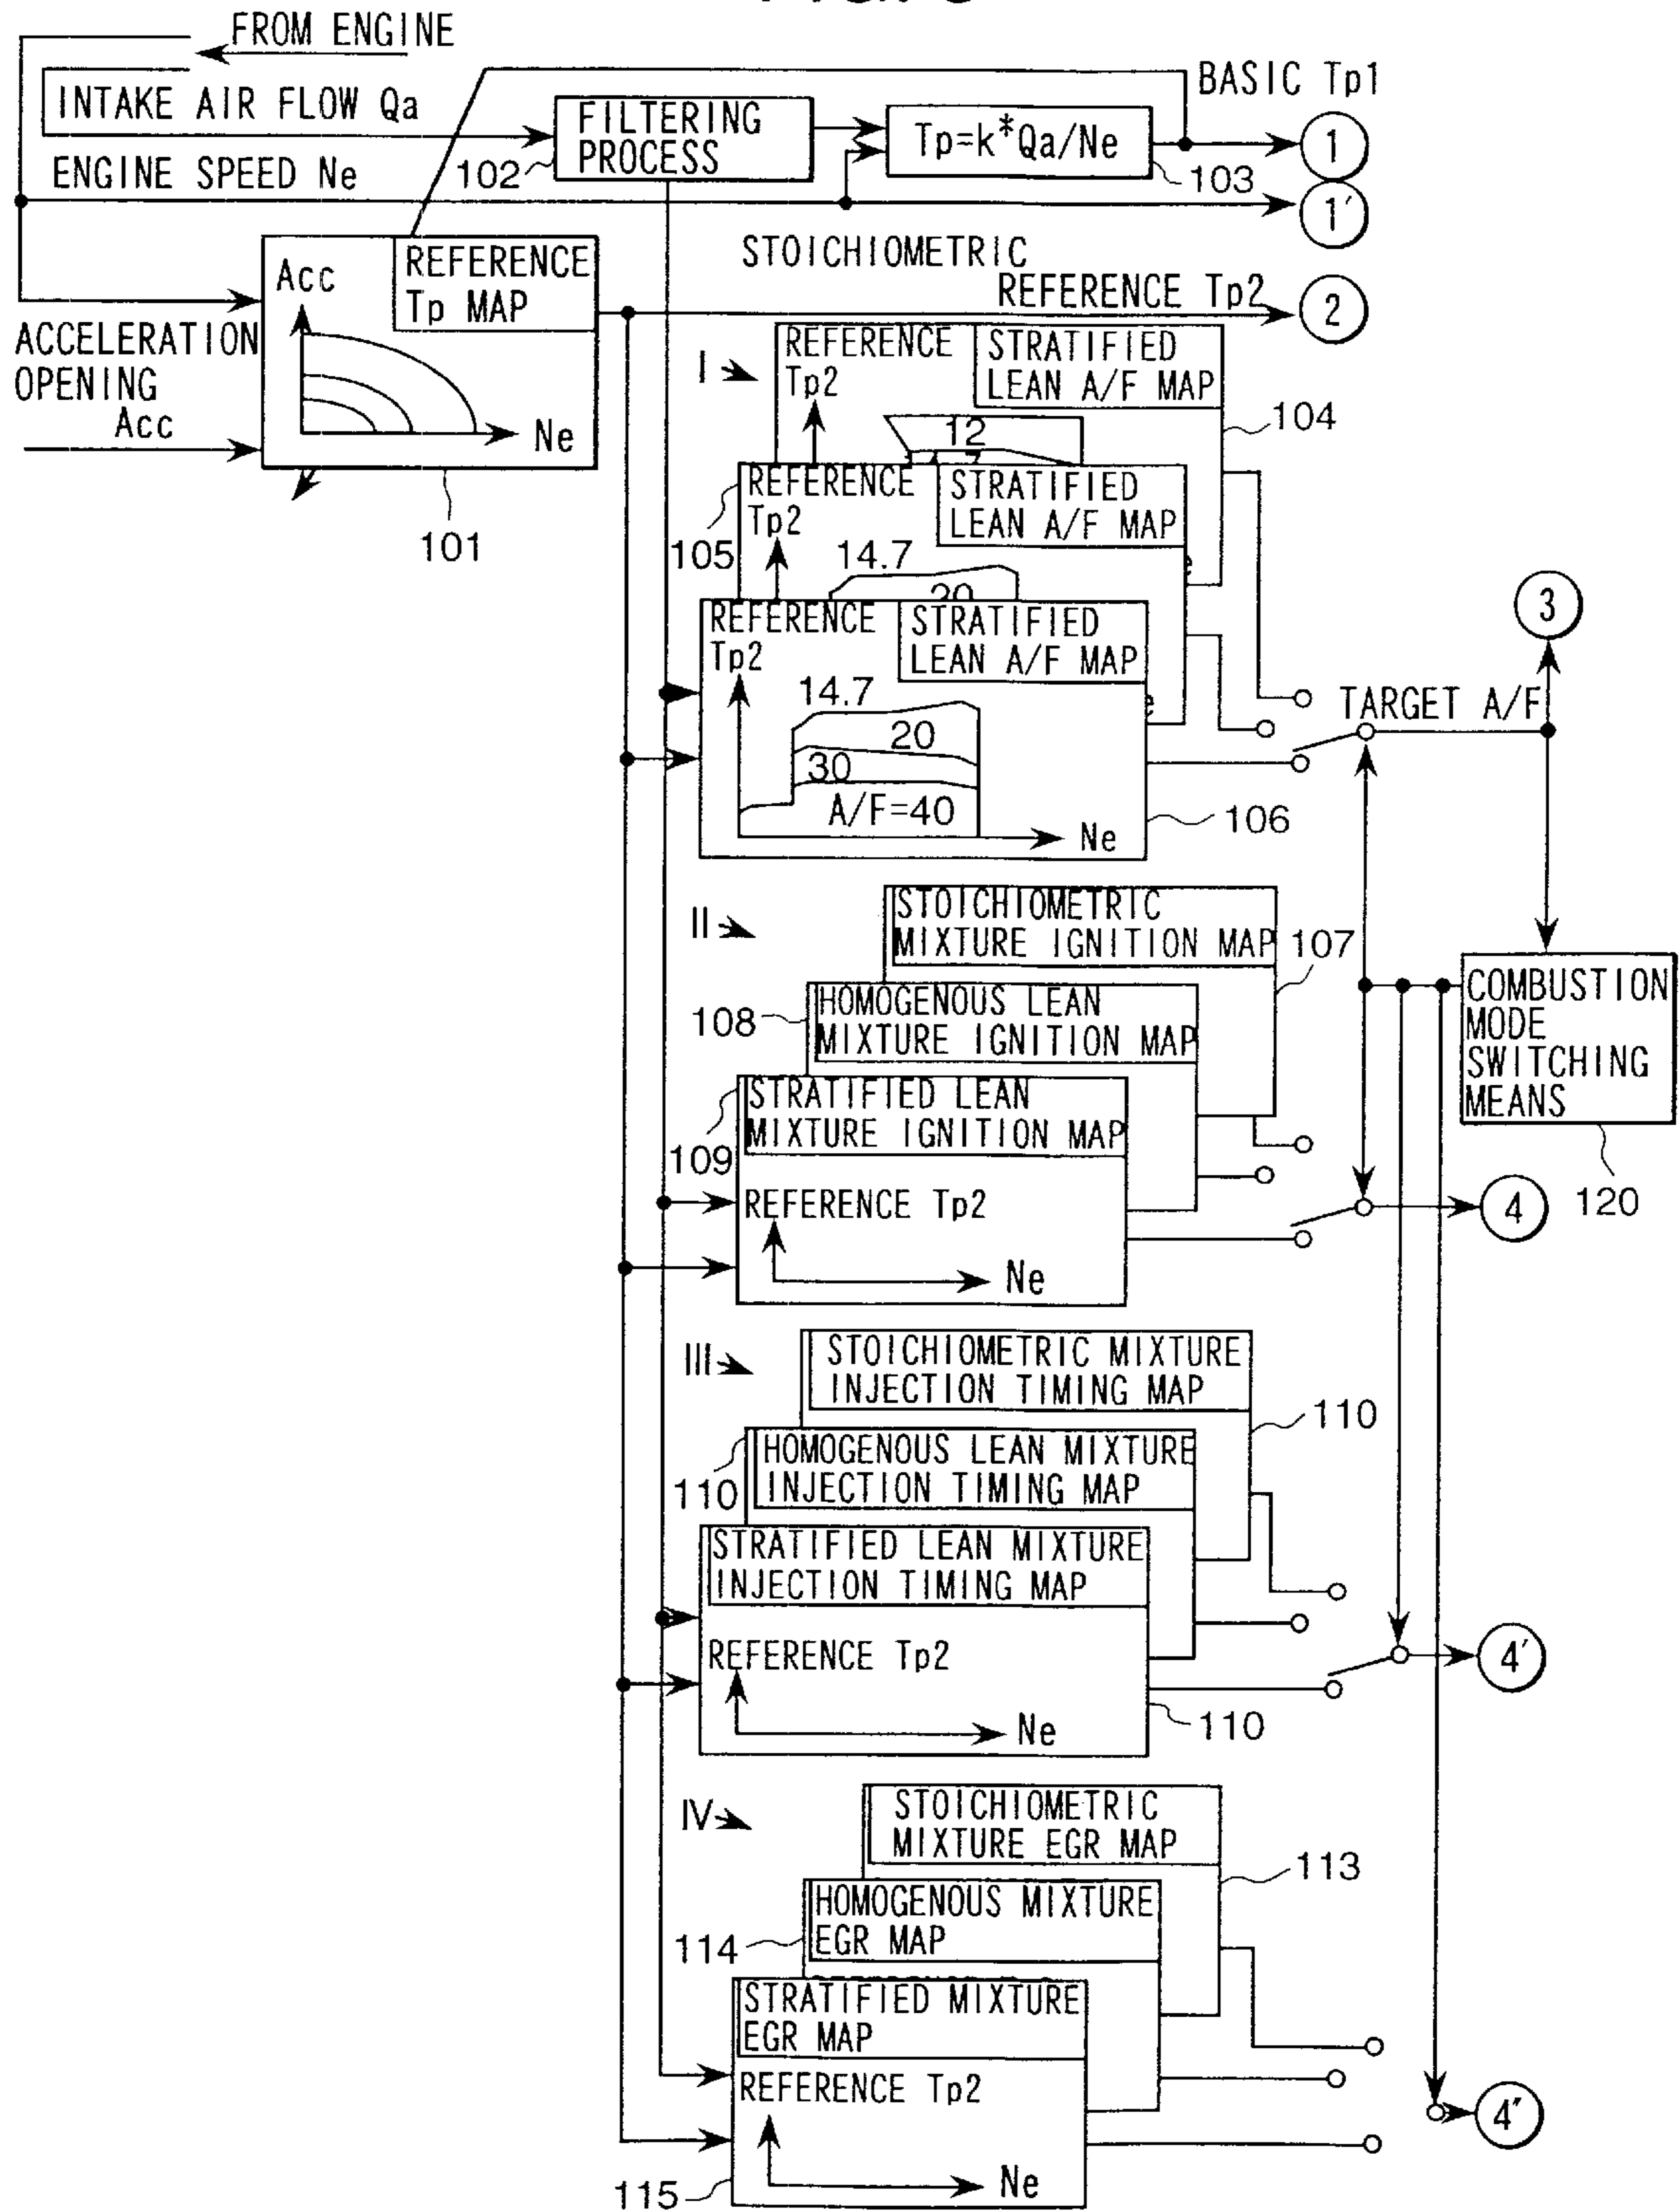 FROM ENGINE
INTAKE AIR FLOW Qa
ENGINE SPEED Ne
FILTERING
PROCESS
102
Tp=k*Qa/Ne
103
BASIC Tp1
1
1′
Acc
REFERENCE
Tp MAP
Ne
101
ACCELERATION
OPENING
Acc
STOICHIOMETRIC
REFERENCE Tp2
2
I
REFERENCE
Tp2
STRATIFIED
LEAN A/F MAP
12
104
REFERENCE
Tp2
STRATIFIED
LEAN A/F MAP
105
14.7
20
REFERENCE
Tp2
STRATIFIED
LEAN A/F MAP
14.7
20
30
A/F=40
Ne
106
TARGET A/F
3
II
STOICHIOMETRIC
MIXTURE IGNITION MAP
107
HOMOGENOUS LEAN
MIXTURE IGNITION MAP
108
STRATIFIED LEAN
MIXTURE IGNITION MAP
109
REFERENCE Tp2
Ne
COMBUSTION
MODE
SWITCHING
MEANS
120
4
III
STOICHIOMETRIC MIXTURE
INJECTION TIMING MAP
110
HOMOGENOUS LEAN MIXTURE
INJECTION TIMING MAP
110
STRATIFIED LEAN MIXTURE
INJECTION TIMING MAP
REFERENCE Tp2
Ne
110
4′
IV
STOICHIOMETRIC
MIXTURE EGR MAP
113
HOMOGENOUS MIXTURE
EGR MAP
114
STRATIFIED MIXTURE
EGR MAP
REFERENCE Tp2
Ne
115
4″